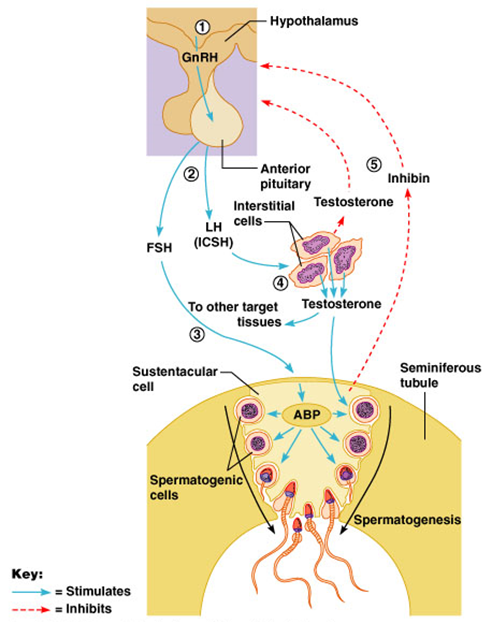 ①
Hypothalamus
GnRH
②
Anterior
pituitary
⑤
Inhibin
Testosterone
Interstitial
cells
LH
(ICSH)
FSH
④
To other target
tissues
Testosterone
③
Sustentacular
cell
Seminiferous
tubule
ABP
Spermatogenic
cells
Spermatogenesis
Key:
= Stimulates
= Inhibits